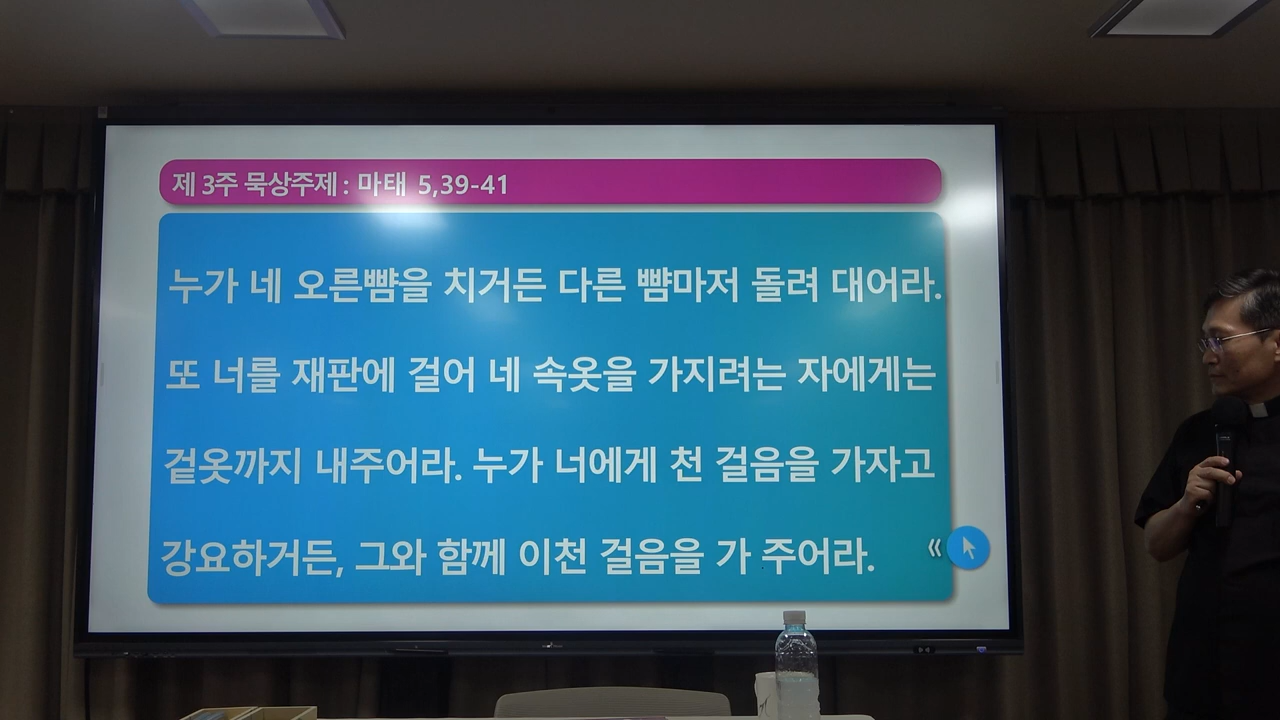 제 3주 묵상주제 : 마태 5,39-41
누가 네 오른뺨을 치거든 다른 뺨마저 돌려 대어라.
또 너를 재판에 걸어 네 속옷을 가지려는 자에게는
겉옷까지 내주어라. 누가 너에게 천 걸음을 가자고
강요하거든, 그와 함께 이천 걸음을 가 주어라.